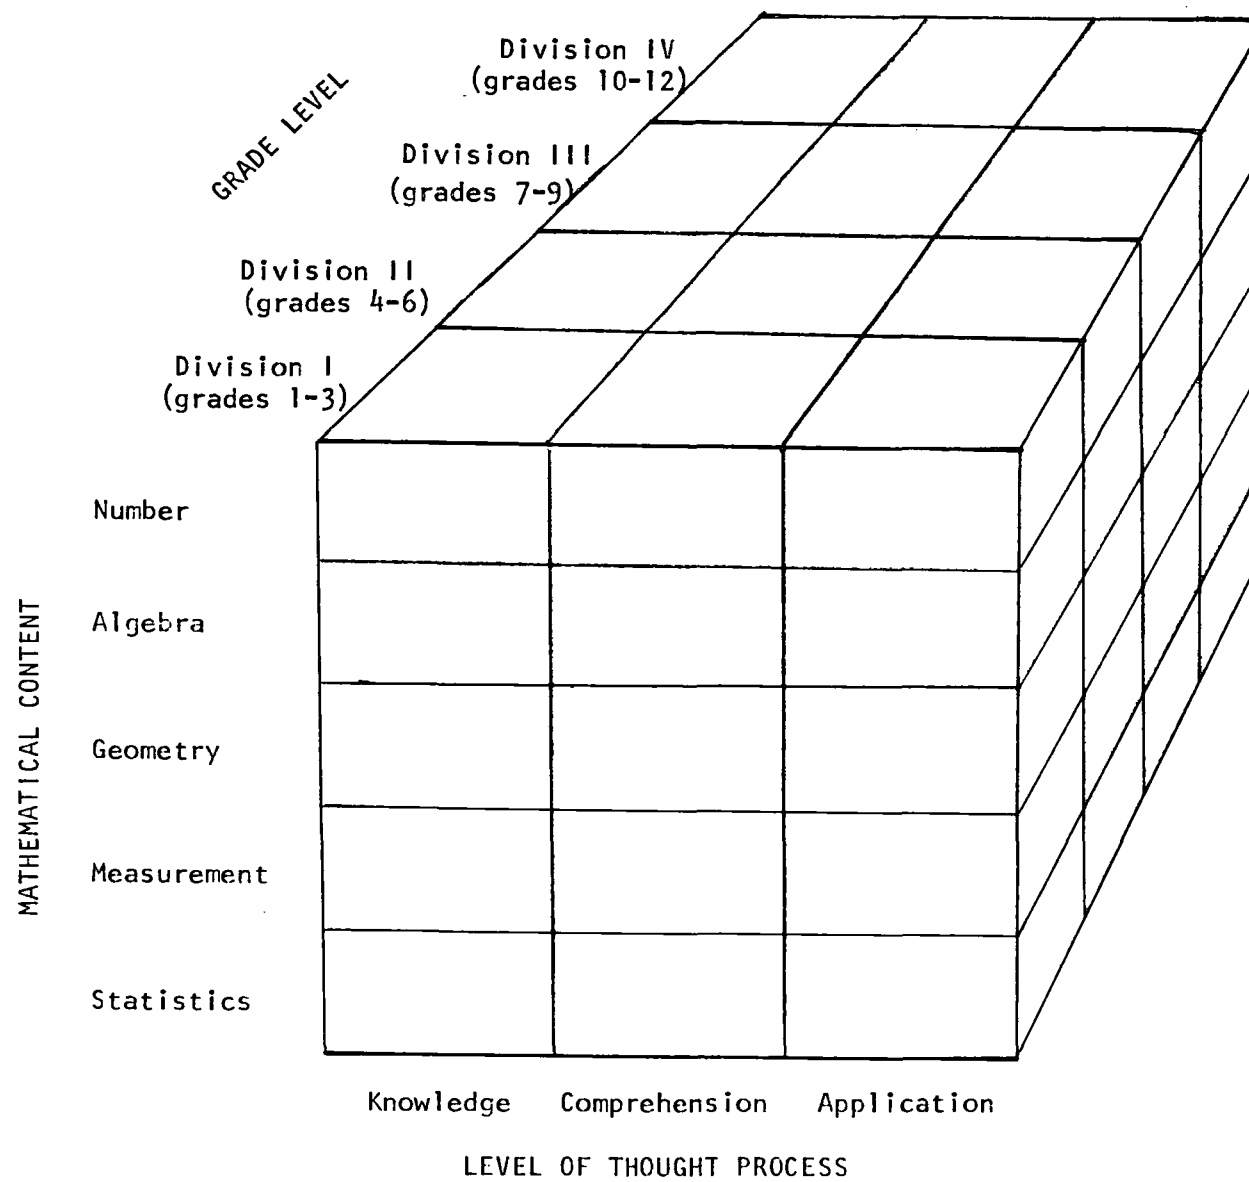 GRADE LEVEL
Division IV
(grades 10-12)
Division III
(grades 7-9)
Division II
(grades 4-6)
Division I
(grades 1-3)
MATHEMATICAL CONTENT
Number
Algebra
Geometry
Measurement
Statistics
Knowledge Comprehension Application
LEVEL OF THOUGHT PROCESS